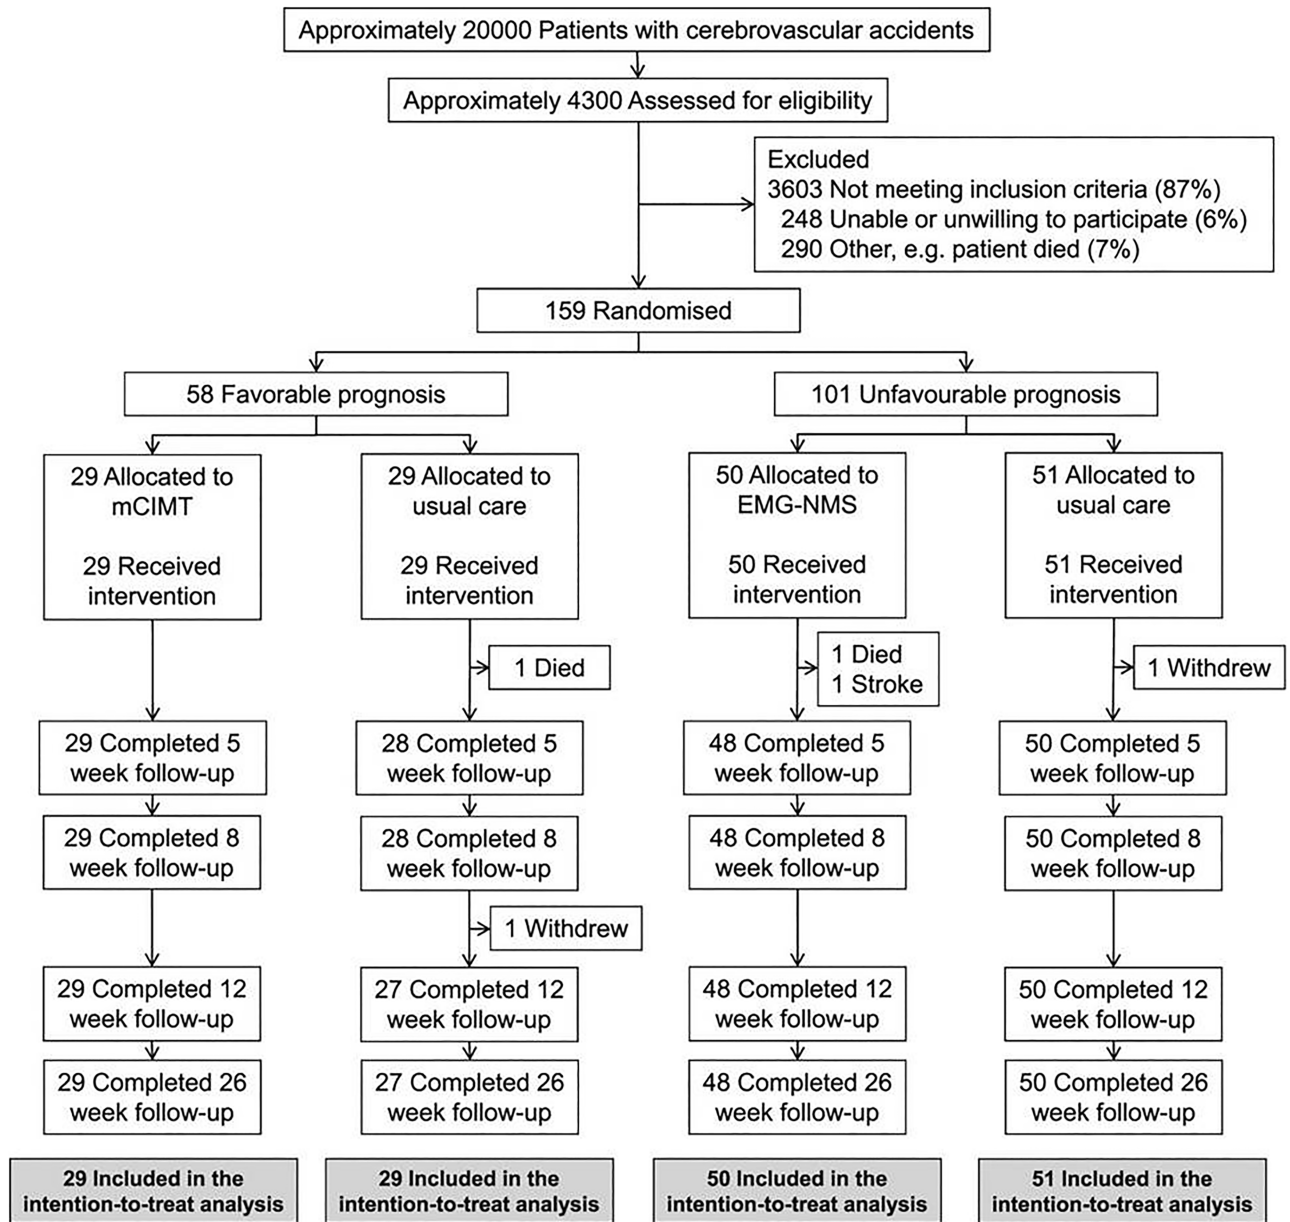 Approximately 20000 Patients with cerebrovascular accidents
Approximately 4300 Assessed for eligibility
Excluded
3603 Not meeting inclusion criteria (87%)
248 Unable or unwilling to participate (6%)
290 Other, e.g. patient died (7%)
159 Randomised
58 Favorable prognosis
101 Unfavourable prognosis
29 Allocated to
mCIMT
29 Received
intervention
29 Allocated to
usual care
29 Received
intervention
50 Allocated to
EMG-NMS
50 Received
intervention
51 Allocated to
usual care
51 Received
intervention
1 Died
1 Died
1 Stroke
1 Withdrew
29 Completed 5
week follow-up
28 Completed 5
week follow-up
48 Completed 5
week follow-up
50 Completed 5
week follow-up
29 Completed 8
week follow-up
28 Completed 8
week follow-up
48 Completed 8
week follow-up
50 Completed 8
week follow-up
1 Withdrew
29 Completed 12
week follow-up
27 Completed 12
week follow-up
48 Completed 12
week follow-up
50 Completed 12
week follow-up
29 Completed 26
week follow-up
27 Completed 26
week follow-up
48 Completed 26
week follow-up
50 Completed 26
week follow-up
29 Included in the
intention-to-treat analysis
29 Included in the
intention-to-treat analysis
50 Included in the
intention-to-treat analysis
51 Included in the
intention-to-treat analysis